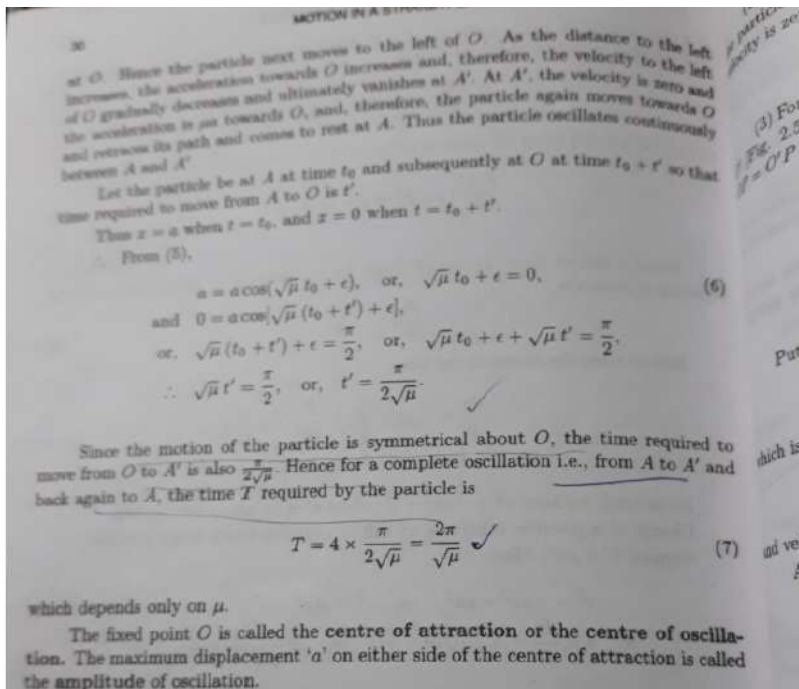 30
MOTION IN A
at O. Hence the particle next moves to the left of O. As the distance to the left
increases, the acceleration towards O increases and, therefore, the velocity to the left
of O gradually decreases and ultimately vanishes at A'. At A', the velocity is zero and
the acceleration is μa towards O, and, therefore, the particle again moves towards O
and retraces its path and comes to rest at A. Thus the particle oscillates continuously
between A and A'
Let the particle be at A at time t₀ and subsequently at O at time t₀ + t' so that
time required to move from A to O is t'.
Thus x = a when t = t₀, and x = 0 when t = t₀ + t'.
∴ From (5),
a = a cos(√μ t₀ + ε), or, √μ t₀ + ε = 0, (6)
and 0 = a cos[√μ (t₀ + t') + ε],
or, √μ (t₀ + t') + ε = π/2, or, √μ t₀ + ε + √μ t' = π/2,
∴ √μ t' = π/2, or, t' = π/2√μ.
Since the motion of the particle is symmetrical about O, the time required to
move from O to A' is also π/2√μ. Hence for a complete oscillation i.e., from A to A' and
back again to A, the time T required by the particle is
T = 4 × π/2√μ = 2π/√μ (7)
which depends only on μ.
The fixed point O is called the centre of attraction or the centre of oscilla-
tion. The maximum displacement 'a' on either side of the centre of attraction is called
the amplitude of oscillation.
(3) For
Fig. 2.5
= O'P
Put
which is
and ve